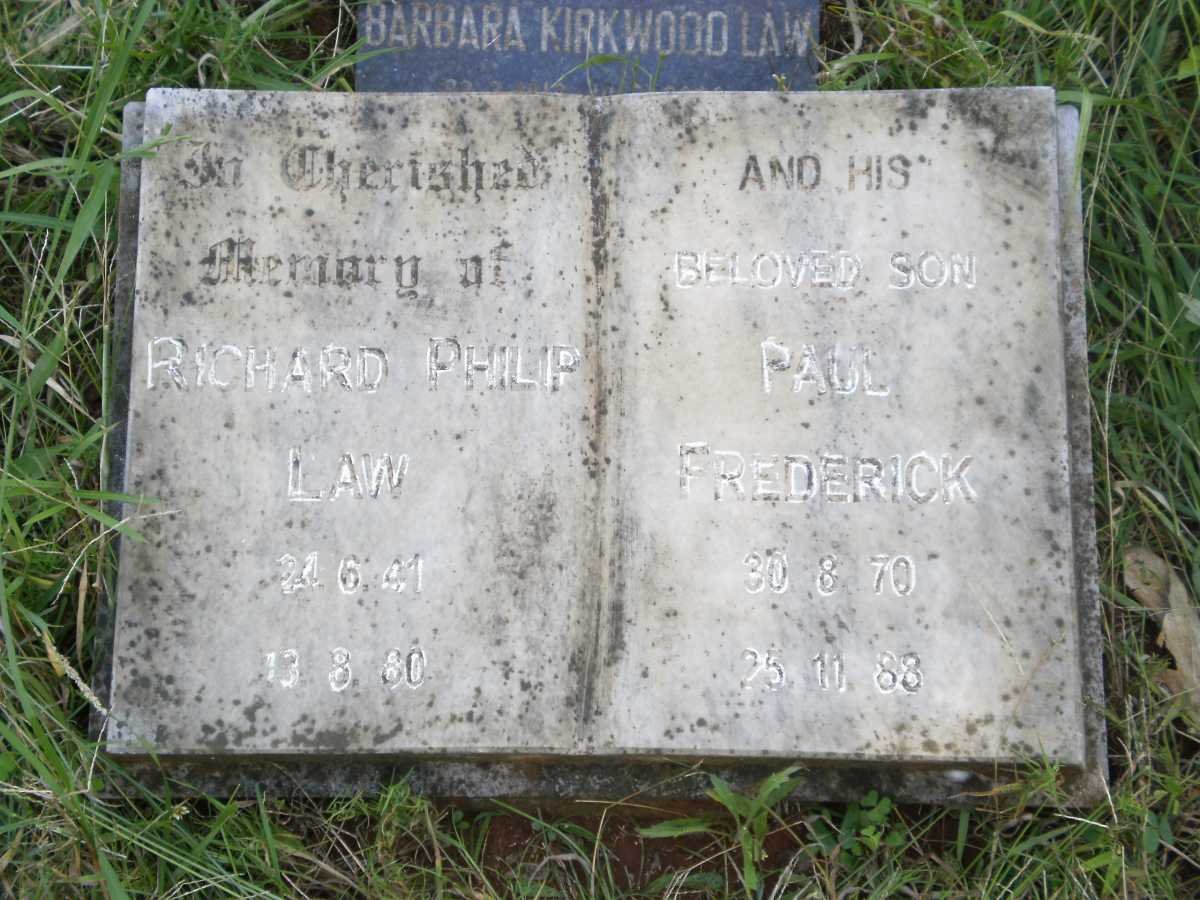 BARBARA KIRKWOOD LAW
In Cherished
Memory of
RICHARD PHILIP
LAW
24 6 41
13 8 80
AND HIS
BELOVED SON
PAUL
FREDERICK
30 8 70
25 11 88